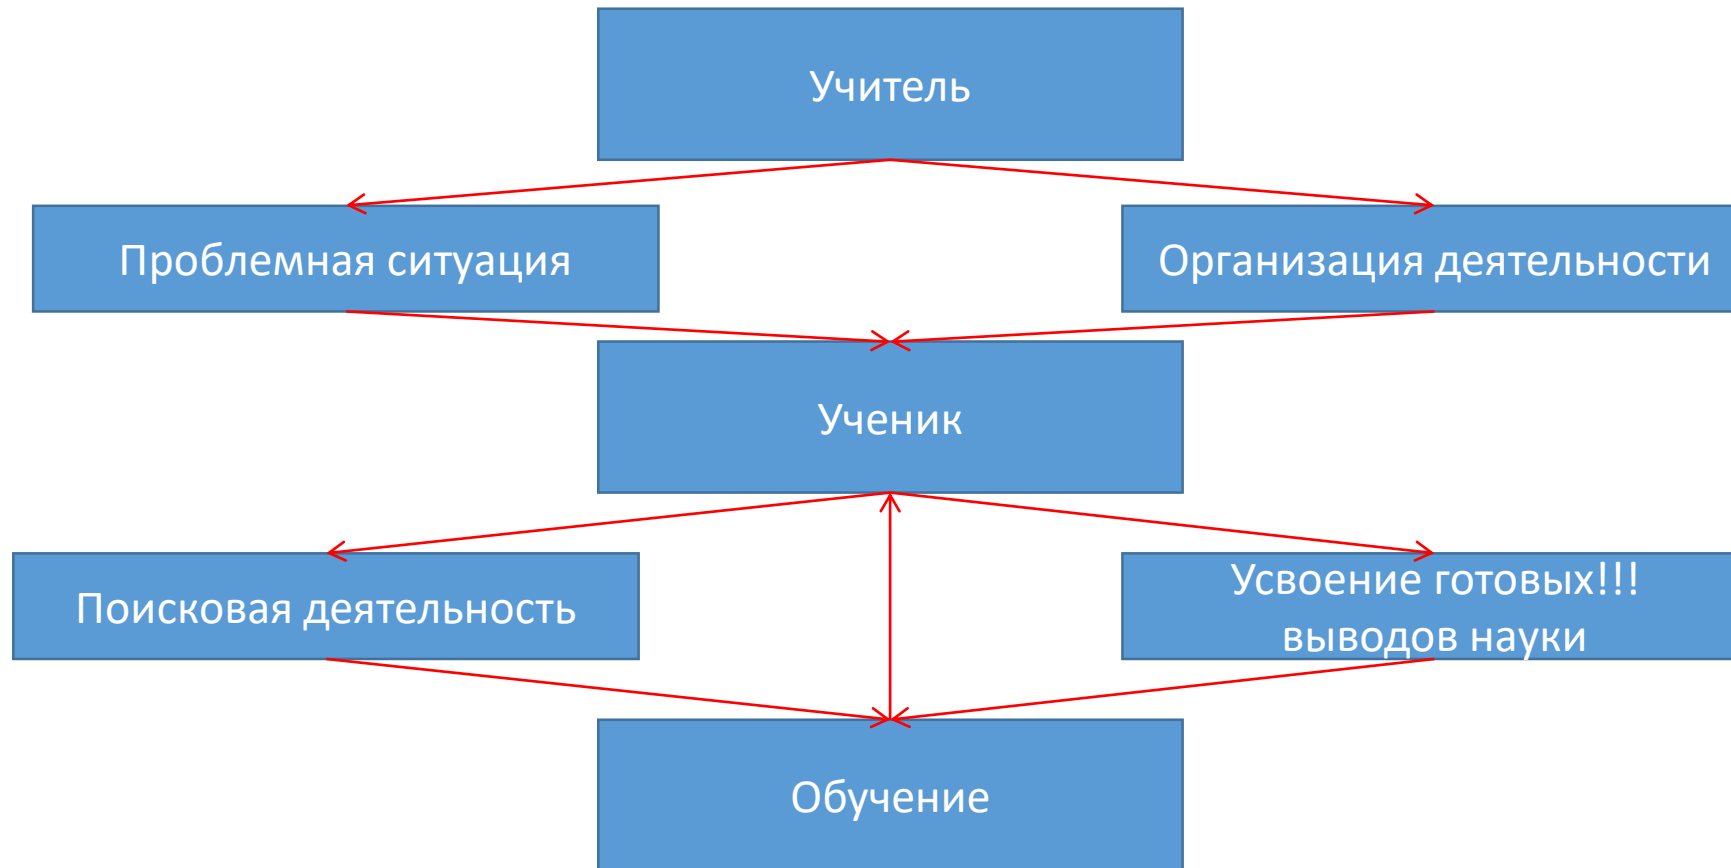 Учитель
Проблемная ситуация
Организация деятельности
Ученик
Поисковая деятельность
Усвоение готовых!!!
выводов науки
Обучение